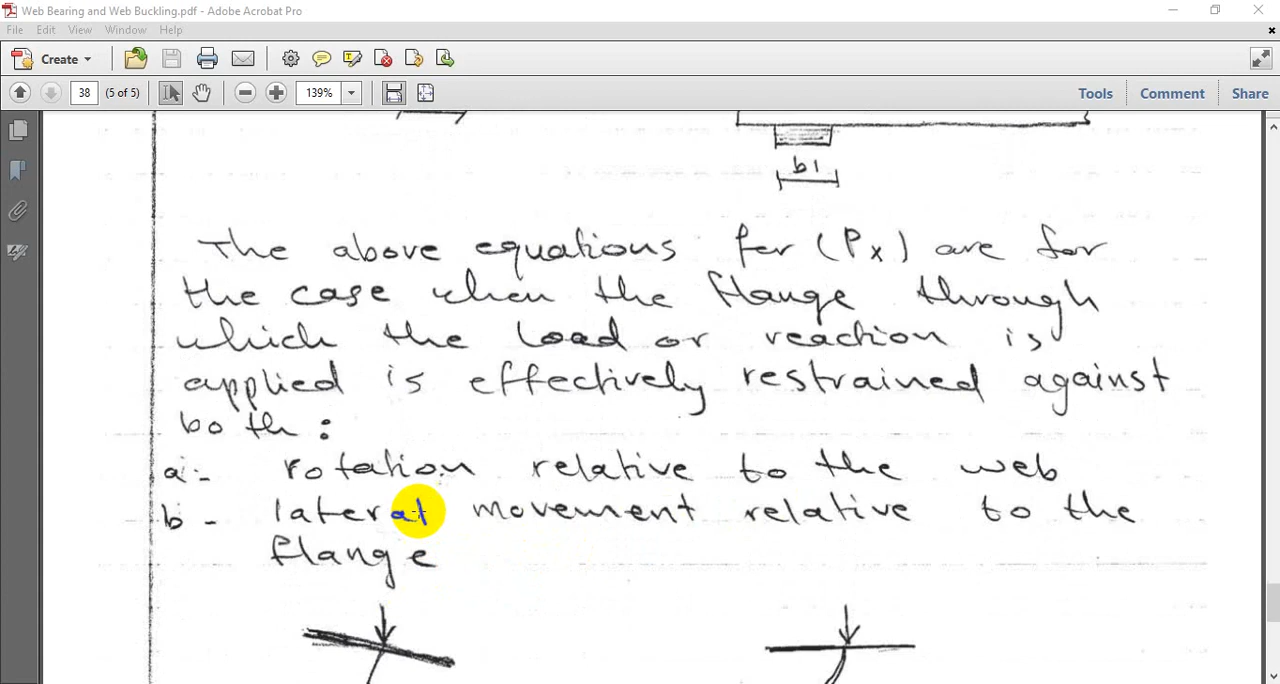 Web Bearing and Web Buckling.pdf - Adobe Acrobat Pro
File Edit View Window Help
Create
38 (5 of 5) 139% Tools Comment Share
b1
The above equations for (Px) are for
the case when the flange through
which the load or reaction is
applied is effectively restrained against
both :
a - rotation relative to the web
b - lateral movement relative to the
flange